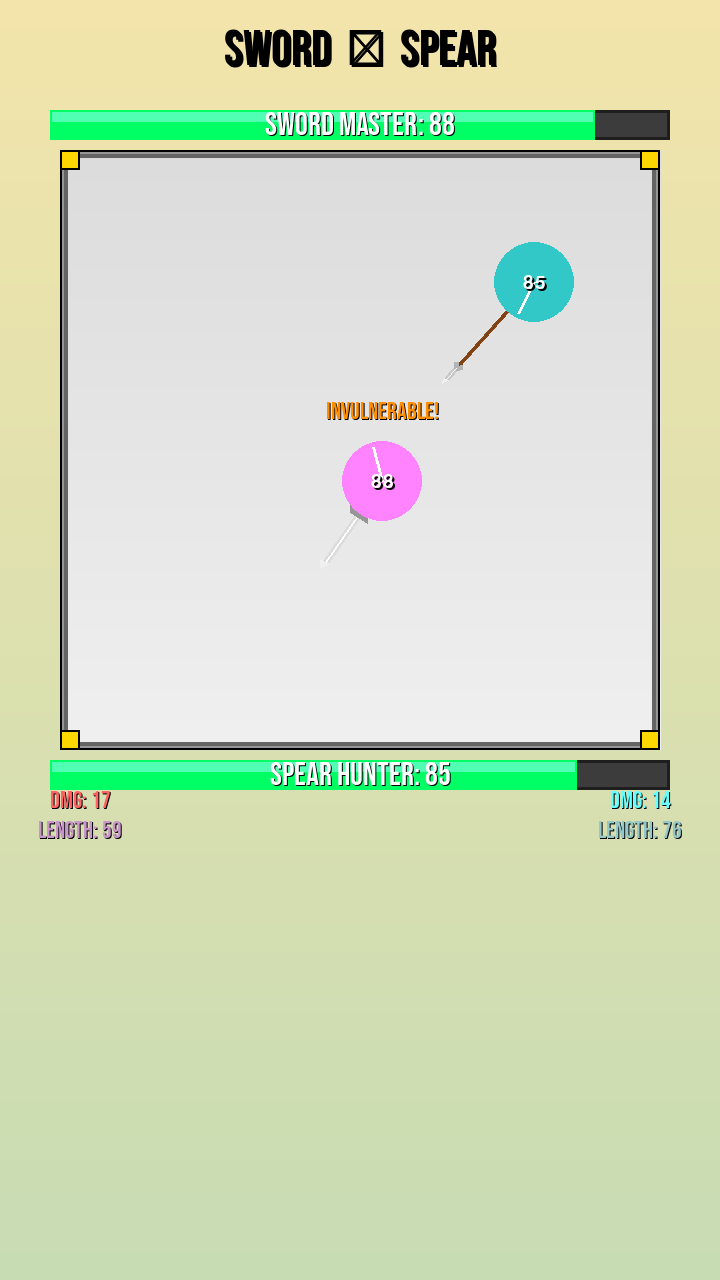 SWORD SPEAR
SWORD MASTER: 88
85
INVULNERABLE!
88
SPEAR HUNTER: 85
DMG: 17 DMG: 14
LENGTH: 59 LENGTH: 76